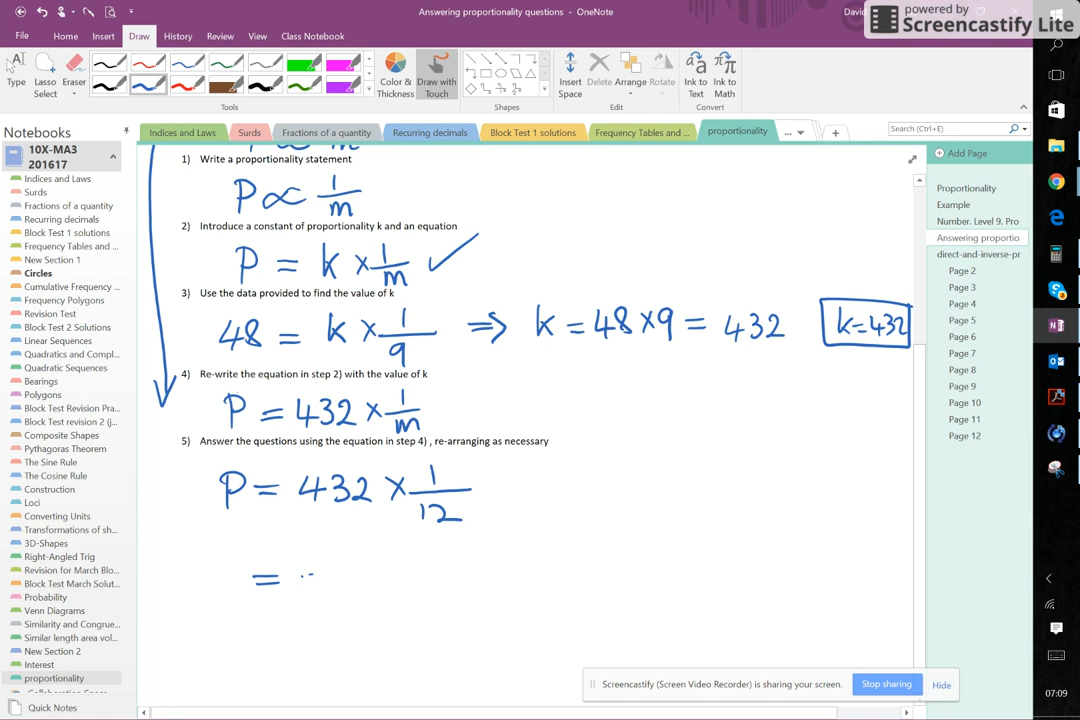 Answering proportionality questions - OneNote
David
powered by
Screencastify Lite
File
Home
Insert
Draw
History
Review
View
Class Notebook
Type
Lasso Select
Eraser
Color & Thickness
Draw with Touch
Insert Space
Delete
Arrange
Rotate
Ink to Text
Ink to Math
Tools
Shapes
Edit
Convert
Notebooks
10X-MA3 201617
Indices and Laws
Surds
Fractions of a quantity
Recurring decimals
Block Test 1 solutions
Frequency Tables and ...
proportionality
...
Search (Ctrl+E)
Indices and Laws
Surds
Fractions of a quantity
Recurring decimals
Block Test 1 solutions
Frequency Tables and ...
New Section 1
Circles
Cumulative Frequency
Frequency Polygons
Revision Test
Block Test 2 Solutions
Linear Sequences
Quadratics and Compl...
Quadratic Sequences
Bearings
Polygons
Block Test Revision Pra...
Block Test revision 2 (j...
Composite Shapes
Pythagoras Theorem
The Sine Rule
The Cosine Rule
Construction
Loci
Converting Units
Transformations of sh...
3D-Shapes
Right-Angled Trig
Revision for March Blo...
Block Test March Solut...
Probability
Venn Diagrams
Similarity and Congrue...
Similar length area vol...
New Section 2
Interest
proportionality
Quick Notes
1) Write a proportionality statement
P ∝ 1/m
2) Introduce a constant of proportionality k and an equation
P = k × 1/m ✓
3) Use the data provided to find the value of k
48 = k × 1/9 ⇒ k = 48 × 9 = 432 k = 432
4) Re-write the equation in step 2) with the value of k
P = 432 × 1/m
5) Answer the questions using the equation in step 4) , re-arranging as necessary
P = 432 × 1/12
=
Add Page
Proportionality
Example
Number. Level 9. Pro
Answering proportio
direct-and-inverse-pr
Page 2
Page 3
Page 4
Page 5
Page 6
Page 7
Page 8
Page 9
Page 10
Page 11
Page 12
Screencastify (Screen Video Recorder) is sharing your screen.
Stop sharing
Hide
07:09